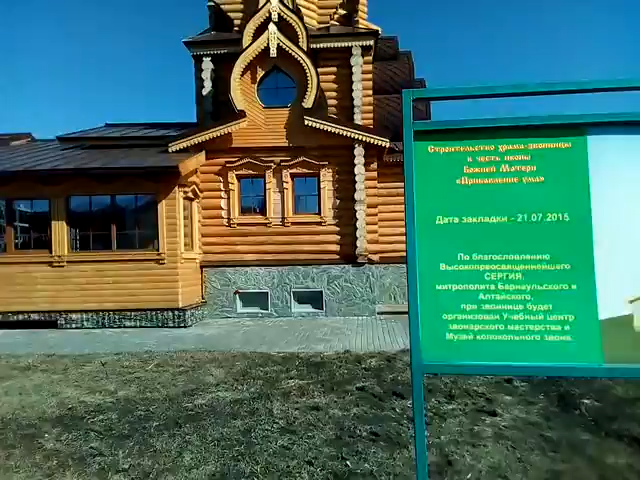 Строительство храма-звонницы
в честь иконы
Божией Матери
«Прибавление ума»
Дата закладки - 21.07.2015
По благословлению
Высокопреосвященнейшего
СЕРГИЯ,
митрополита Барнаульского и
Алтайского,
при звоннице будет
организован Учебный центр
звонарского мастерства и
Музей колокольного звона.